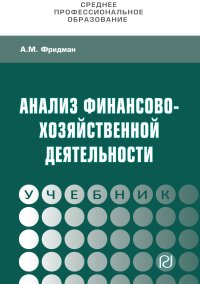 СРЕДНЕЕ
ПРОФЕССИОНАЛЬНОЕ
ОБРАЗОВАНИЕ
А.М. Фридман
АНАЛИЗ ФИНАНСОВО-
ХОЗЯЙСТВЕННОЙ
ДЕЯТЕЛЬНОСТИ
УЧЕБНИК